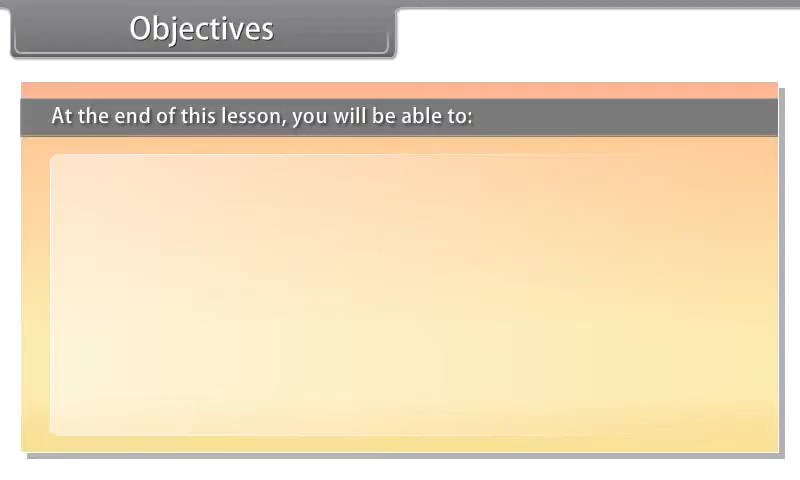 Objectives
At the end of this lesson, you will be able to: